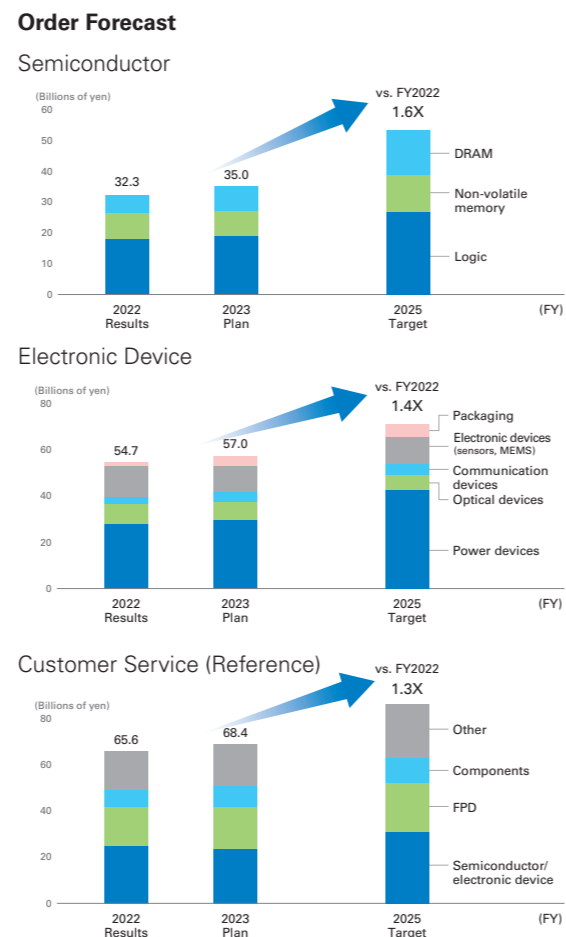 Order Forecast
Semiconductor
(Billions of yen)
60
50
40
30
20
10
0
32.3
35.0
vs. FY2022
1.6X
DRAM
Non-volatile
memory
Logic
2022
Results
2023
Plan
2025
Target
(FY)
Electronic Device
(Billions of yen)
80
60
40
20
0
54.7
57.0
vs. FY2022
1.4X
Packaging
Electronic devices
(sensors, MEMS)
Communication
devices
Optical devices
Power devices
2022
Results
2023
Plan
2025
Target
(FY)
Customer Service (Reference)
(Billions of yen)
80
60
40
20
0
65.6
68.4
vs. FY2022
1.3X
Other
Components
FPD
Semiconductor/
electronic device
2022
Results
2023
Plan
2025
Target
(FY)